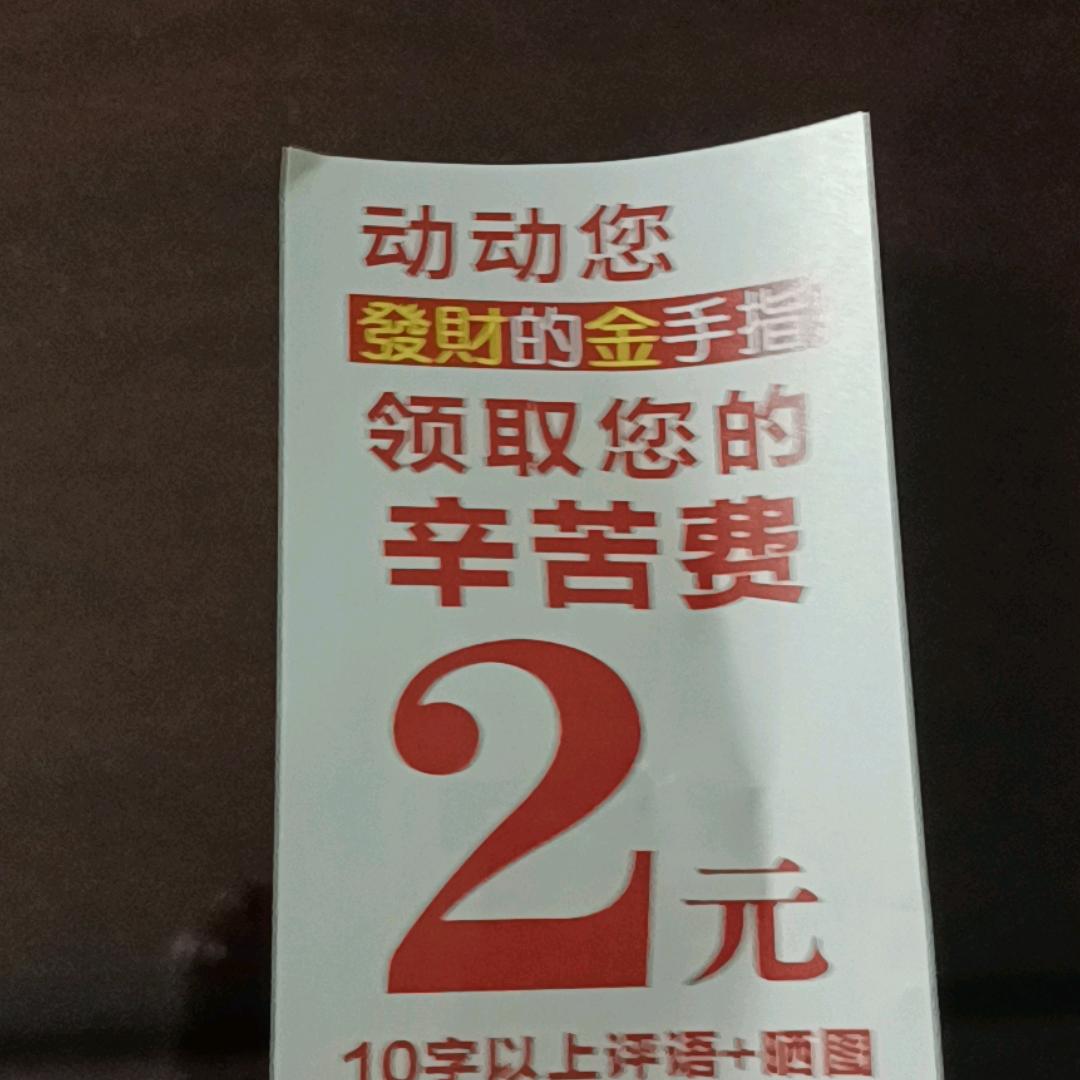 动动您
發財的金手指
领取您的
辛苦费
2元
10字以上评语+晒图